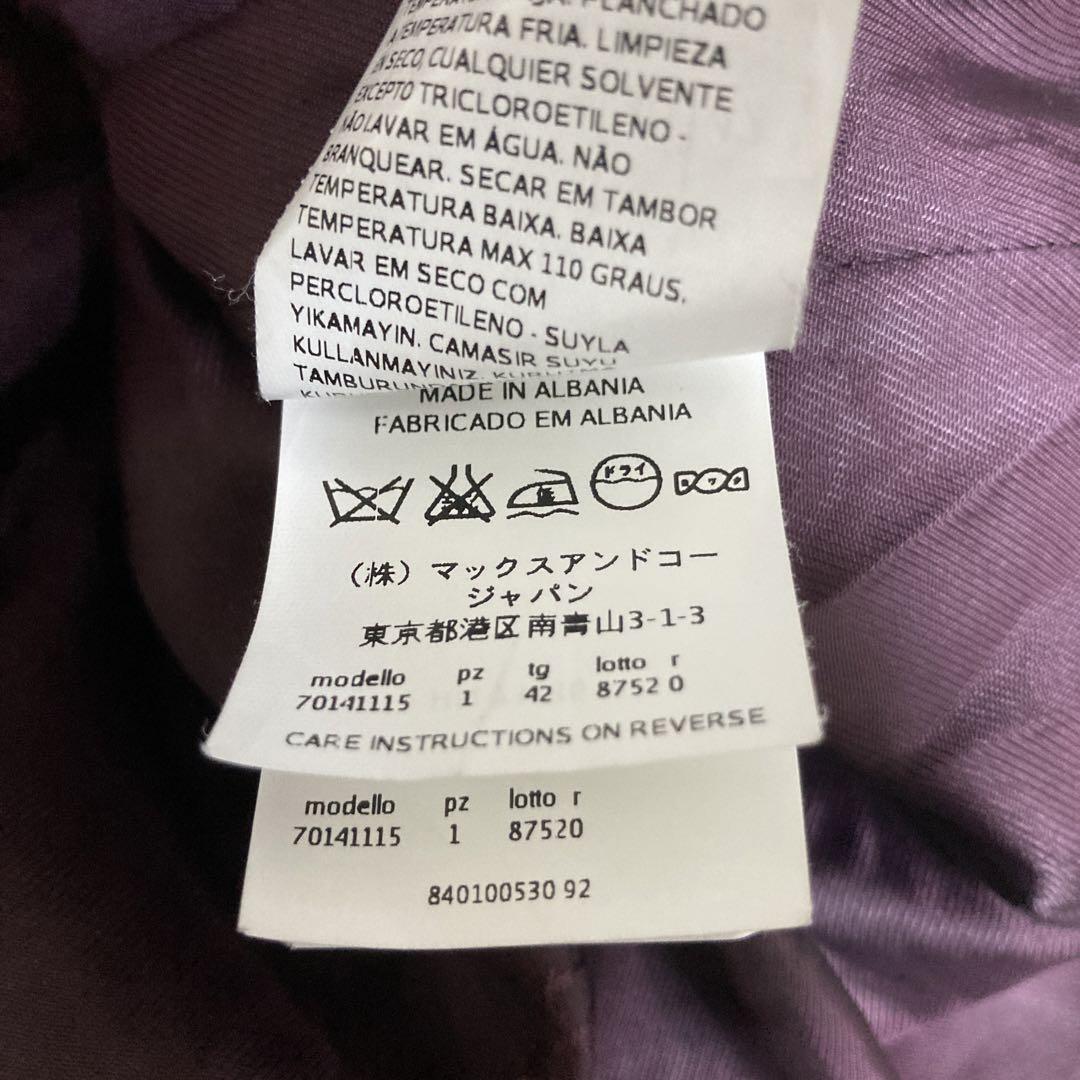 PLANCHADO
A TEMPERATURA FRIA. LIMPIEZA
EN SECO, CUALQUIER SOLVENTE
EXCEPTO TRICLOROETILENO -
NÃO LAVAR EM ÁGUA. NÃO
BRANQUEAR. SECAR EM TAMBOR
TEMPERATURA BAIXA. BAIXA
TEMPERATURA MAX 110 GRAUS.
LAVAR EM SECO COM
PERCLOROETILENO - SUYLA
YIKAMAYIN. CAMASIR SUYU
KULLANMAYINIZ.
MADE IN ALBANIA
FABRICADO EM ALBANIA
低 ドライ
(株) マックスアンドコー
ジャパン
東京都港区南青山3-1-3
modello pz tg lotto r
70141115 1 42 8752 0
CARE INSTRUCTIONS ON REVERSE
modello pz lotto r
70141115 1 87520
840100530 92